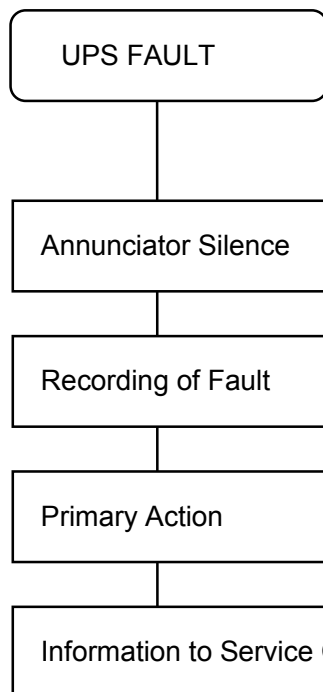 UPS FAULT
Annunciator Silence
Recording of Fault
Primary Action
Information to Service